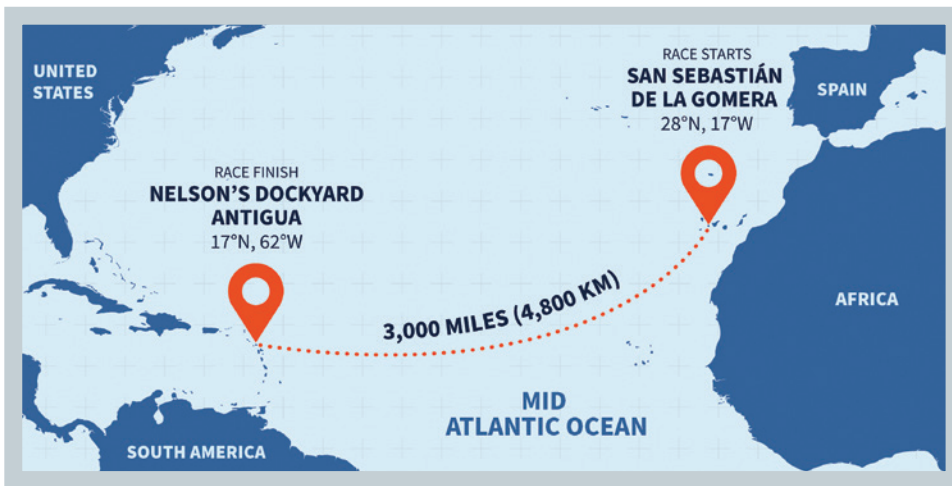 UNITED
STATES
RACE STARTS
SAN SEBASTIÁN
DE LA GOMERA
28°N, 17°W
SPAIN
RACE FINISH
NELSON'S DOCKYARD
ANTIGUA
17°N, 62°W
3,000 MILES (4,800 KM)
AFRICA
MID
ATLANTIC OCEAN
SOUTH AMERICA